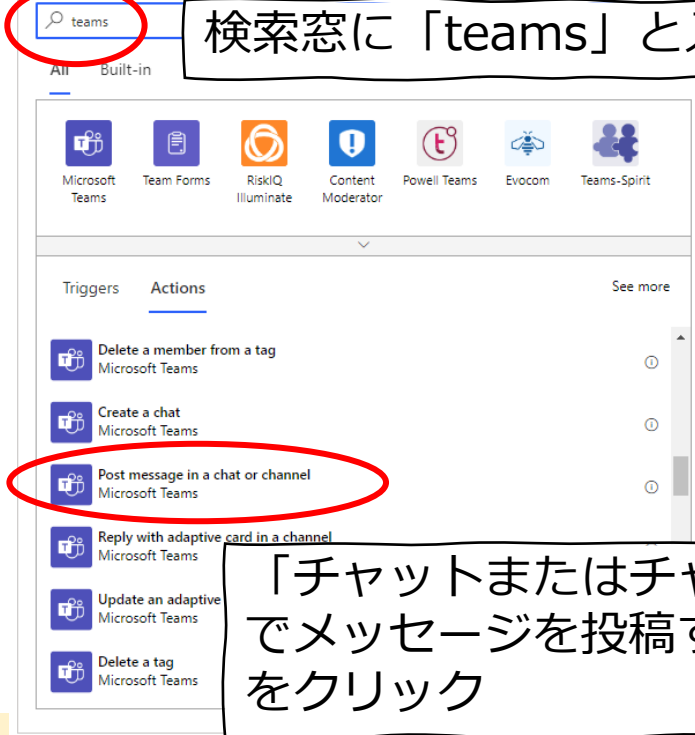 teams
検索窓に「teams」と
All Built-in
Microsoft Teams
Team Forms
RiskIQ Illuminate
Content Moderator
Powell Teams
Evocom
Teams-Spirit
Triggers Actions See more
Delete a member from a tag
Microsoft Teams
Create a chat
Microsoft Teams
Post message in a chat or channel
Microsoft Teams
Reply with adaptive card in a channel
Microsoft Teams
Update an adaptive
Microsoft Teams
Delete a tag
Microsoft Teams
「チャットまたはチャ
でメッセージを投稿す
をクリック